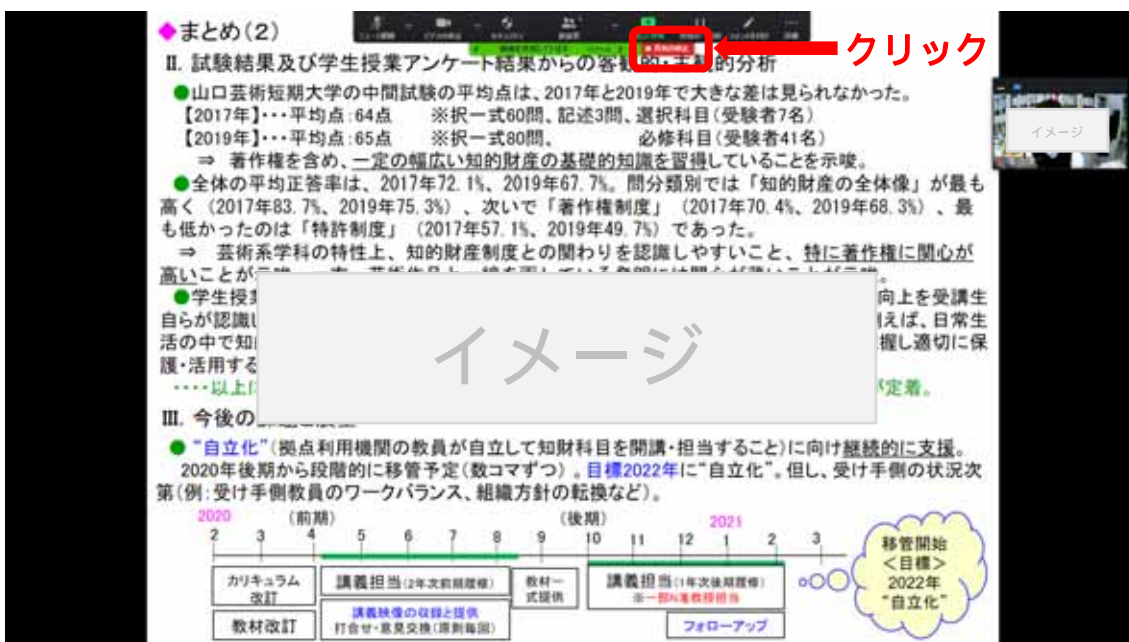 ◆まとめ(2)
クリック
Ⅱ. 試験結果及び学生授業アンケート結果からの客観的・主観的分析
●山口芸術短期大学の中間試験の平均点は、2017年と2019年で大きな差は見られなかった。
【2017年】・・・平均点:64点 ※択一式60問、記述3問、選択科目(受験者7名)
【2019年】・・・平均点:65点 ※択一式80問、 必修科目(受験者41名)
⇒ 著作権を含め、一定の幅広い知的財産の基礎的知識を習得していることを示唆。
イメージ
●全体の平均正答率は、2017年72.1%、2019年67.7%。問分類別では「知的財産の全体像」が最も
高く(2017年83.7%、2019年75.3%)、次いで「著作権制度」(2017年70.4%、2019年68.3%)、最
も低かったのは「特許制度」(2017年57.1%、2019年49.7%)であった。
⇒ 芸術系学科の特性上、知的財産制度との関わりを認識しやすいこと、特に著作権に関心が
高いことが
●学生授業 向上を受講生
自らが認識し えば、日常生
活の中で知 握し適切に保
護・活用する
イメージ
・・・・以上に が定着。
Ⅲ. 今後の
● “自立化”(拠点利用機関の教員が自立して知財科目を開講・担当すること)に向け継続的に支援。
2020年後期から段階的に移管予定(数コマずつ)。目標2022年に“自立化”。但し、受け手側の状況次
第(例:受け手側教員のワークバランス、組織方針の転換など)。
2020 (前期) (後期) 2021
2 3 4 5 6 7 8 9 10 11 12 1 2 3
カリキュラム
改訂
教材改訂
講義担当(2年次前期履修)
講義映像の収録と提供
打合せ・意見交換(原則毎回)
教材一
式提供
講義担当(1年次後期履修)
※一部N准教授担当
フォローアップ
移管開始
<目標>
2022年
“自立化”